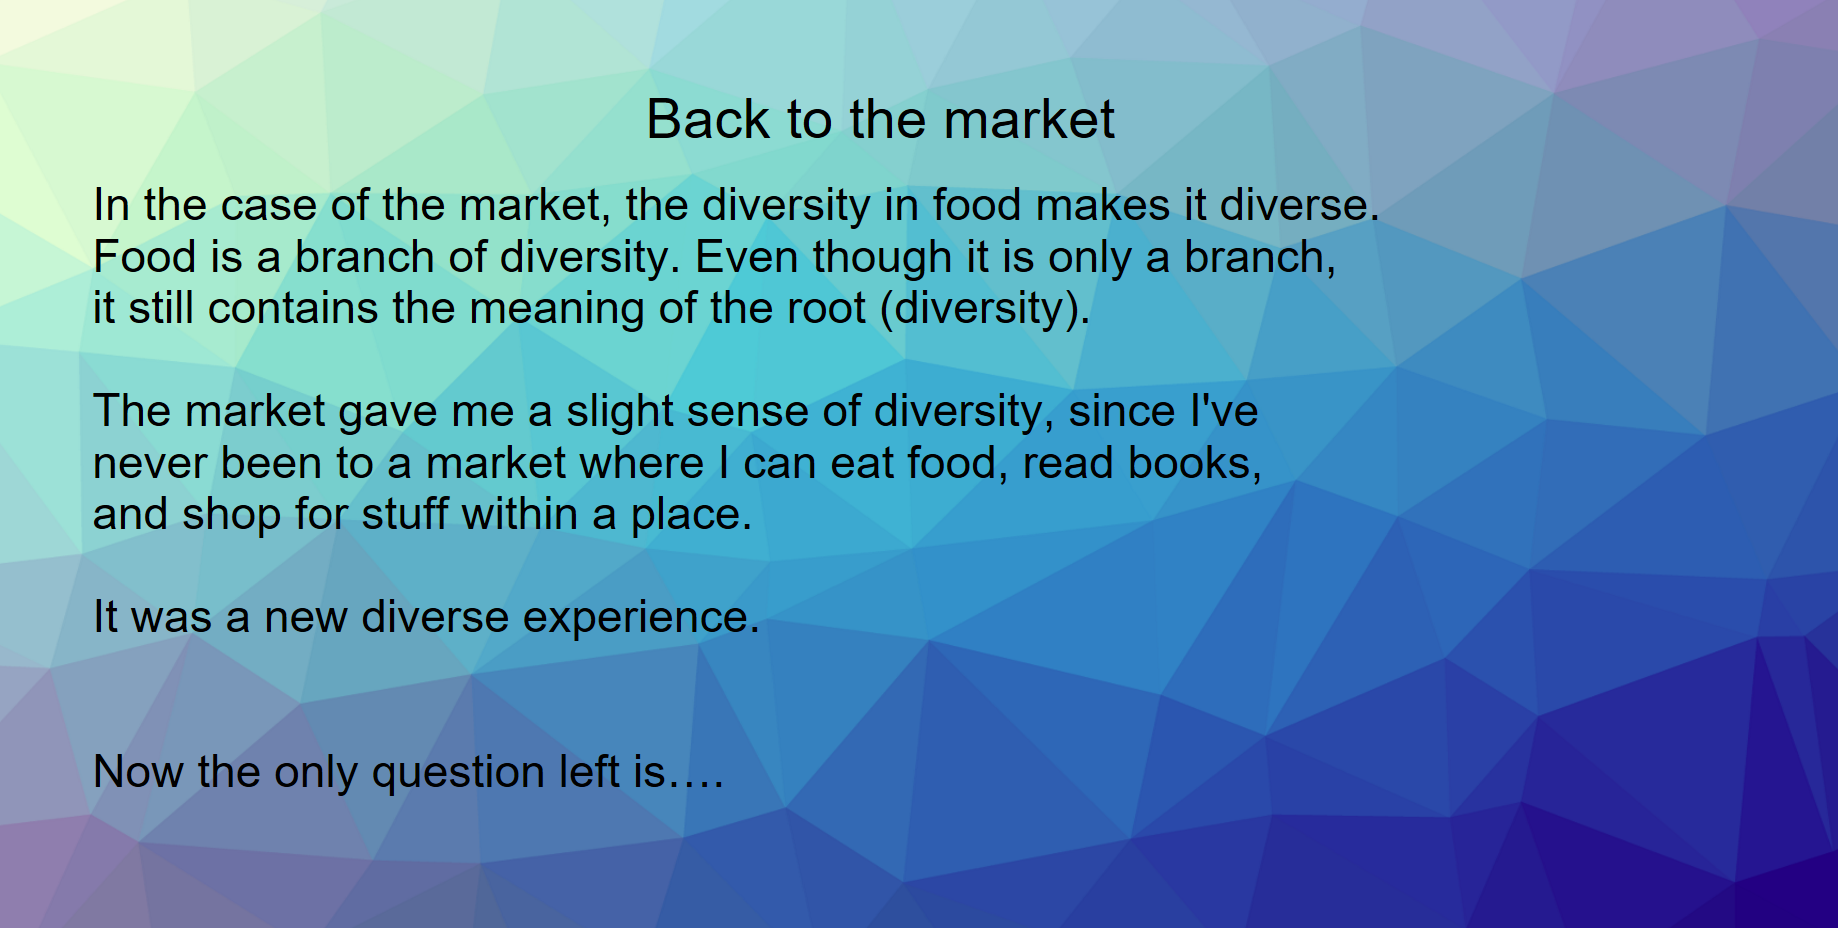 Back to the market
In the case of the market, the diversity in food makes it diverse.
Food is a branch of diversity. Even though it is only a branch,
it still contains the meaning of the root (diversity).
The market gave me a slight sense of diversity, since I've
never been to a market where I can eat food, read books,
and shop for stuff within a place.
It was a new diverse experience.
Now the only question left is….